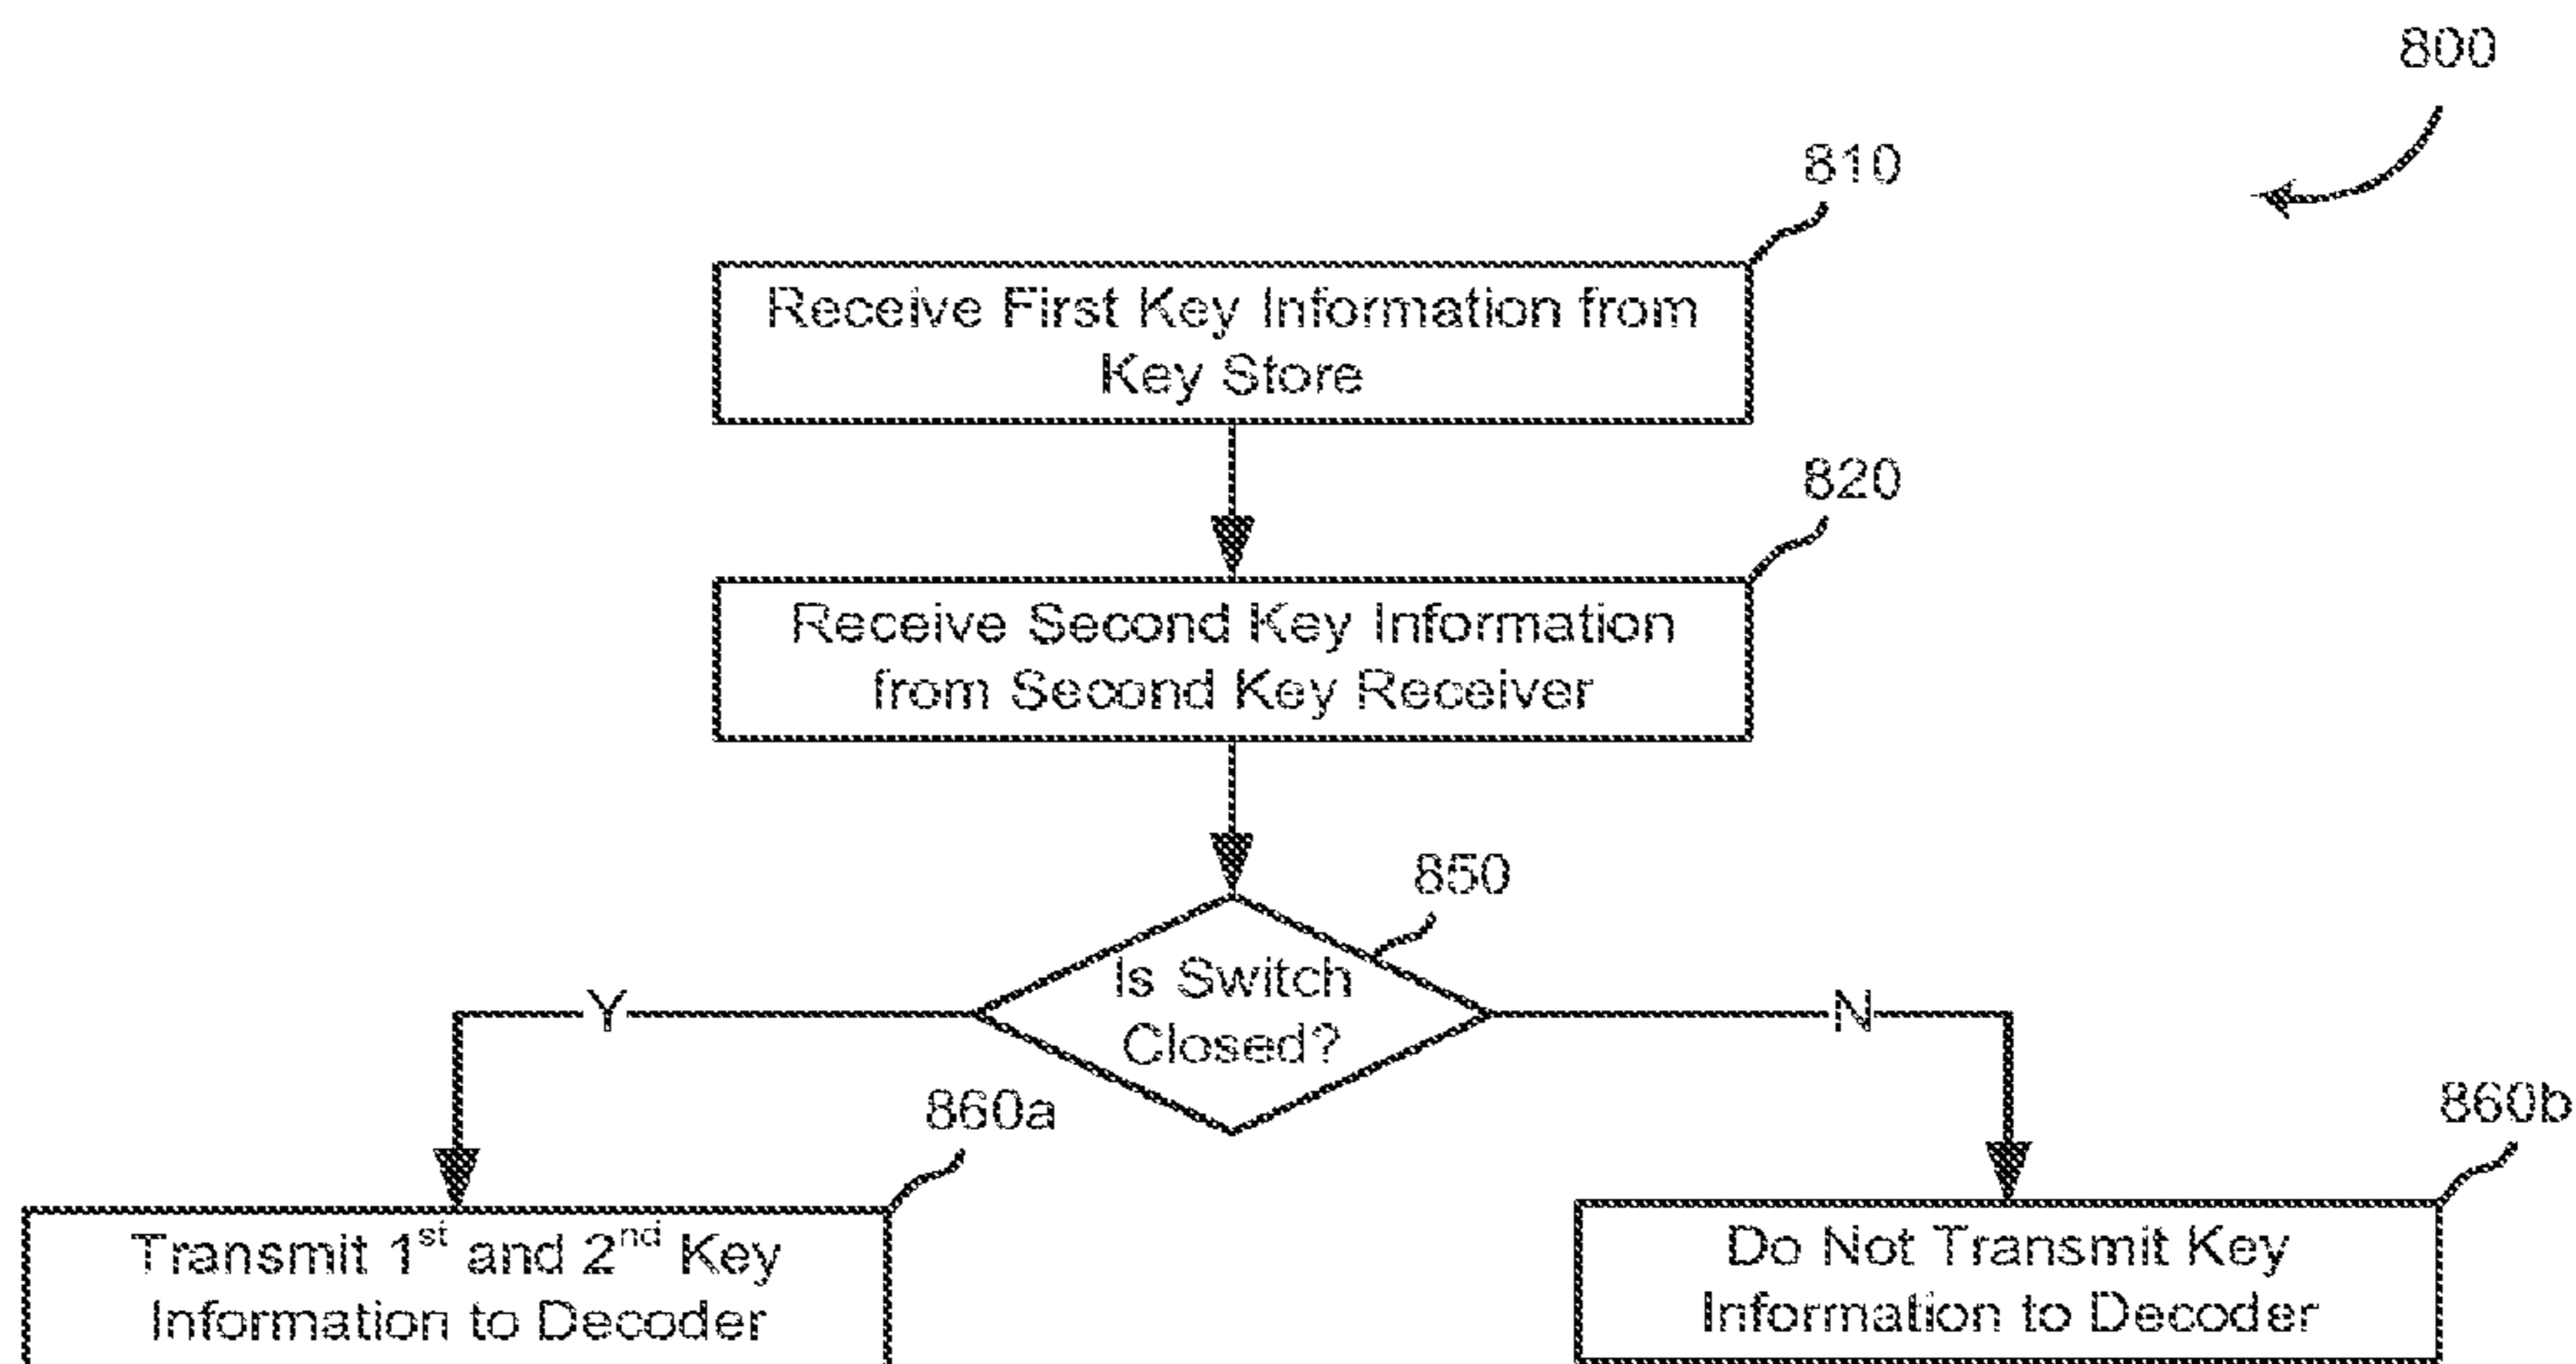 800
810
Receive First Key Information from
Key Store
820
Receive Second Key Information
from Second Key Receiver
850
Is Switch
Closed?
Y
N
860a
860b
Transmit 1st and 2nd Key
Information to Decoder
Do Not Transmit Key
Information to Decoder